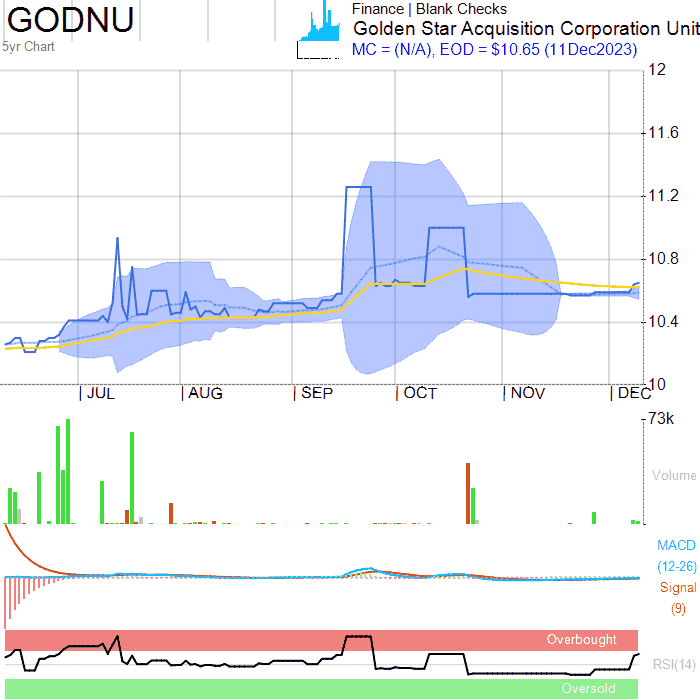 GODNU
5yr Chart
Finance | Blank Checks
Golden Star Acquisition Corporation Unit
MC = (N/A), EOD = $10.65 (11Dec2023)
12
11.6
11.2
10.8
10.4
10
JUL AUG SEP OCT NOV DEC
73k
Volume
MACD
(12-26)
Signal
(9)
Overbought
RSI(14)
Oversold